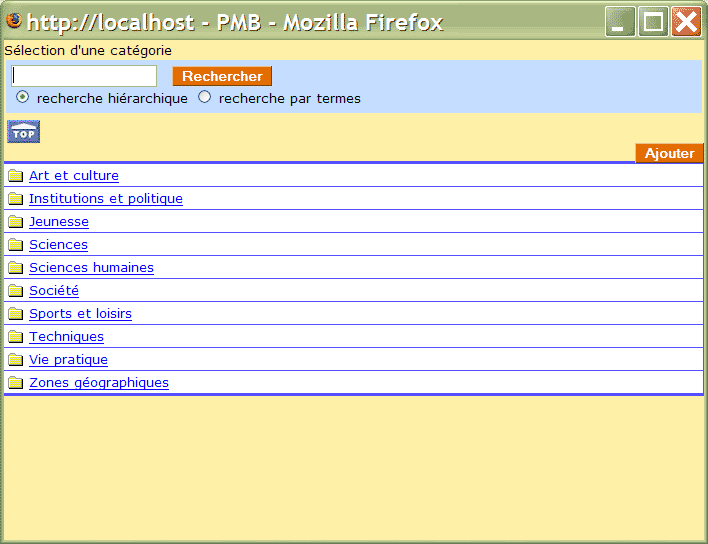 http://localhost - PMB - Mozilla Firefox
Sélection d'une catégorie
Rechercher
recherche hiérarchique recherche par termes
TOP
Ajouter
Art et culture
Institutions et politique
Jeunesse
Sciences
Sciences humaines
Société
Sports et loisirs
Techniques
Vie pratique
Zones géographiques